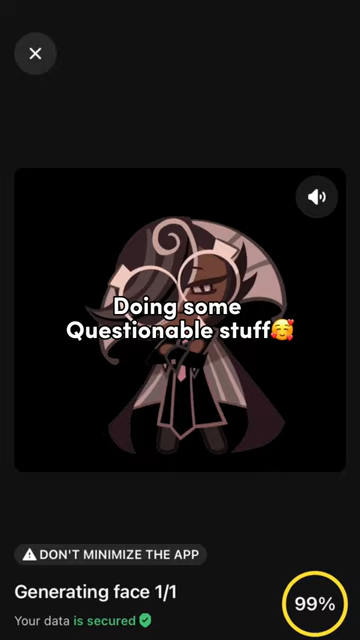 Doing some
Questionable stuff🥰
⚠DON'T MINIMIZE THE APP
Generating face 1/1
Your data is secured
99%